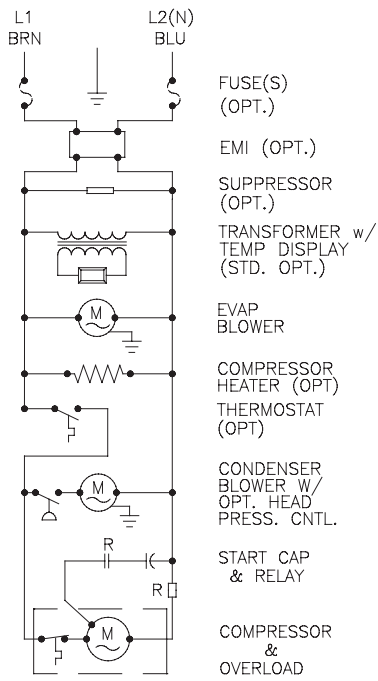 L1
BRN
L2(N)
BLU
FUSE(S)
(OPT.)
EMI (OPT.)
SUPPRESSOR
(OPT.)
TRANSFORMER w/
TEMP DISPLAY
(STD. OPT.)
M
EVAP
BLOWER
COMPRESSOR
HEATER (OPT)
THERMOSTAT
(OPT)
M
CONDENSER
BLOWER W/
OPT. HEAD
PRESS. CNTL.
R
START CAP
& RELAY
R
M
COMPRESSOR
&
OVERLOAD